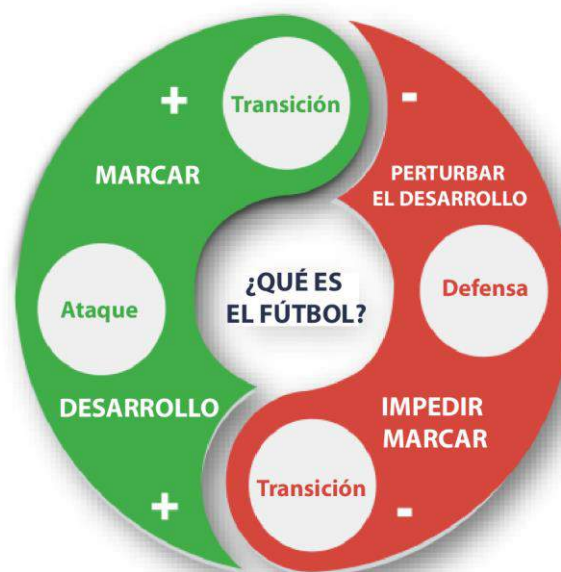 +
Transición
-
MARCAR
PERTURBAR
EL DESARROLLO
¿QUÉ ES
EL FÚTBOL?
Ataque
Defensa
DESARROLLO
IMPEDIR
MARCAR
Transición
+
-